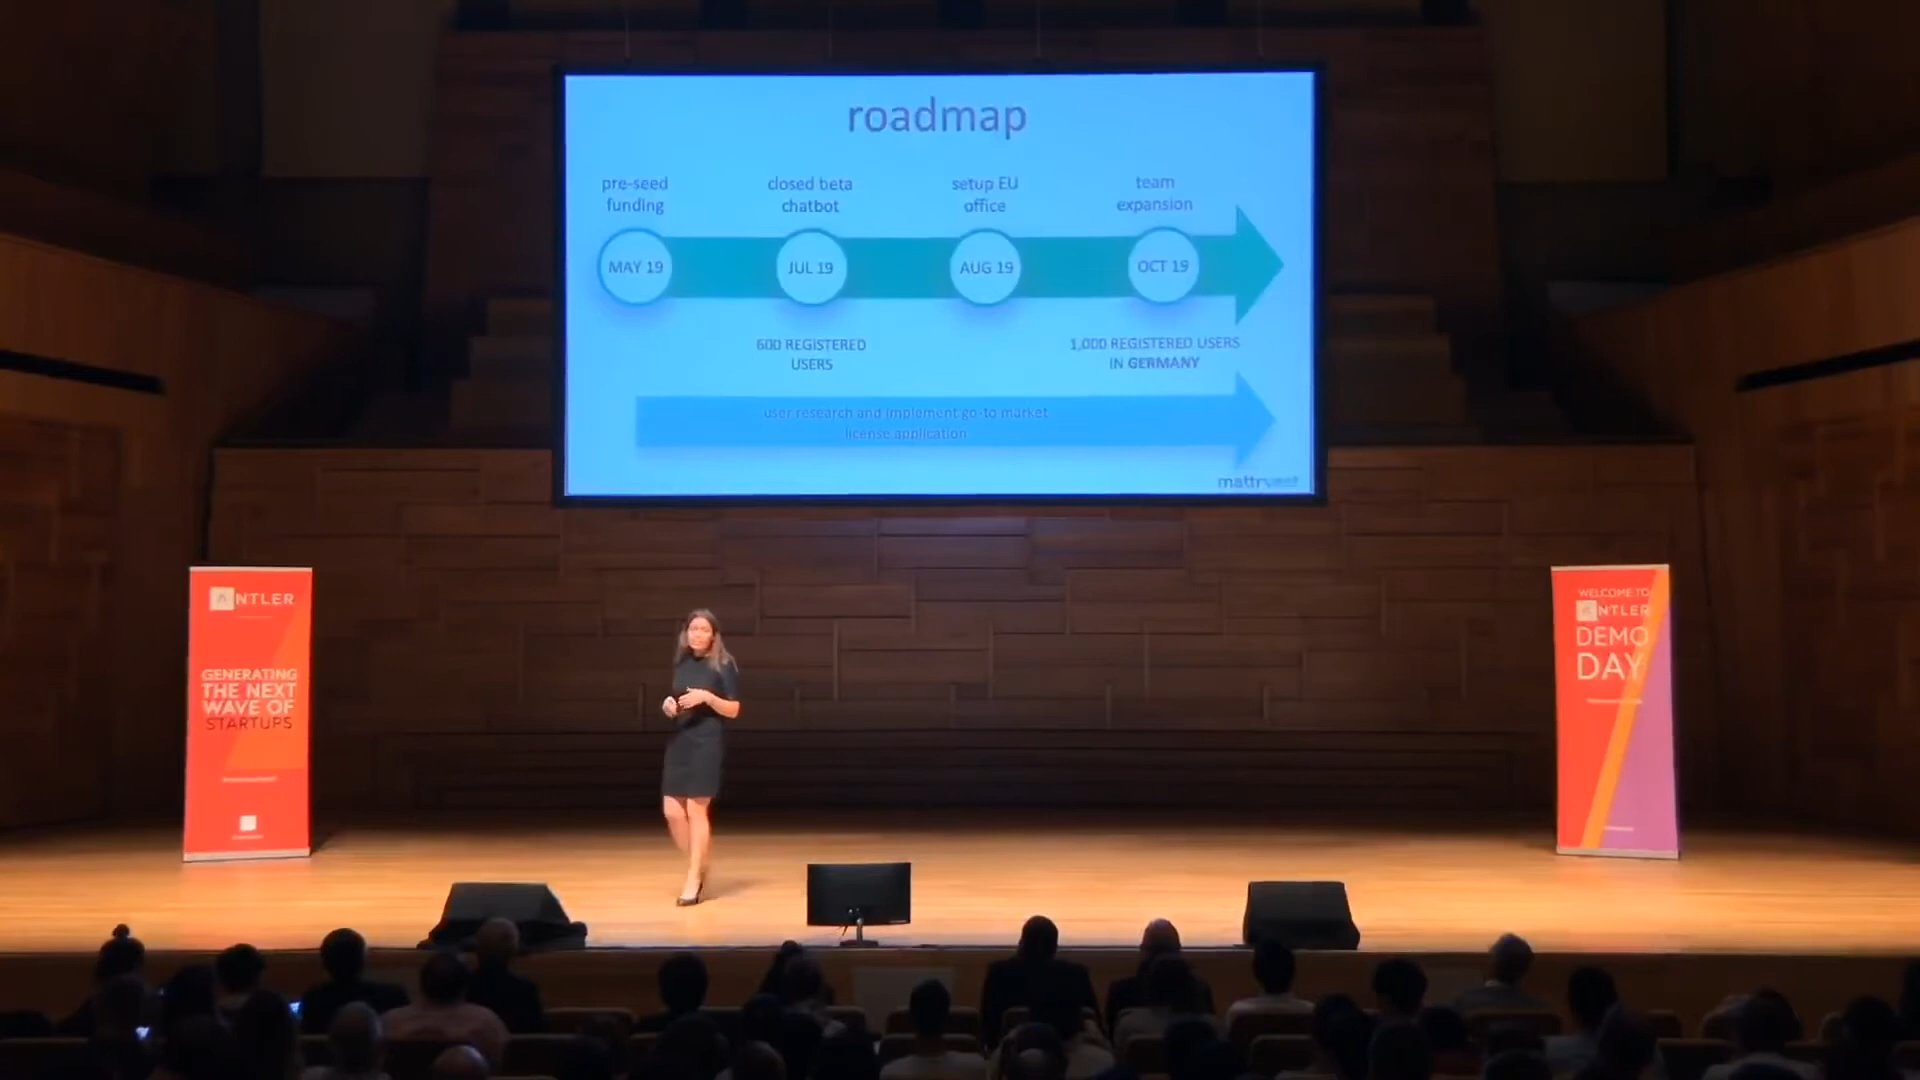 roadmap
pre-seed
funding
closed beta
chatbot
setup EU
office
team
expansion
MAY 19
JUL 19
AUG 19
OCT 19
600 REGISTERED
USERS
1,000 REGISTERED USERS
IN GERMANY
user research and implement go-to market
license application
ANTLER
GENERATING
THE NEXT
WAVE OF
STARTUPS
WELCOME TO
ANTLER
DEMO
DAY